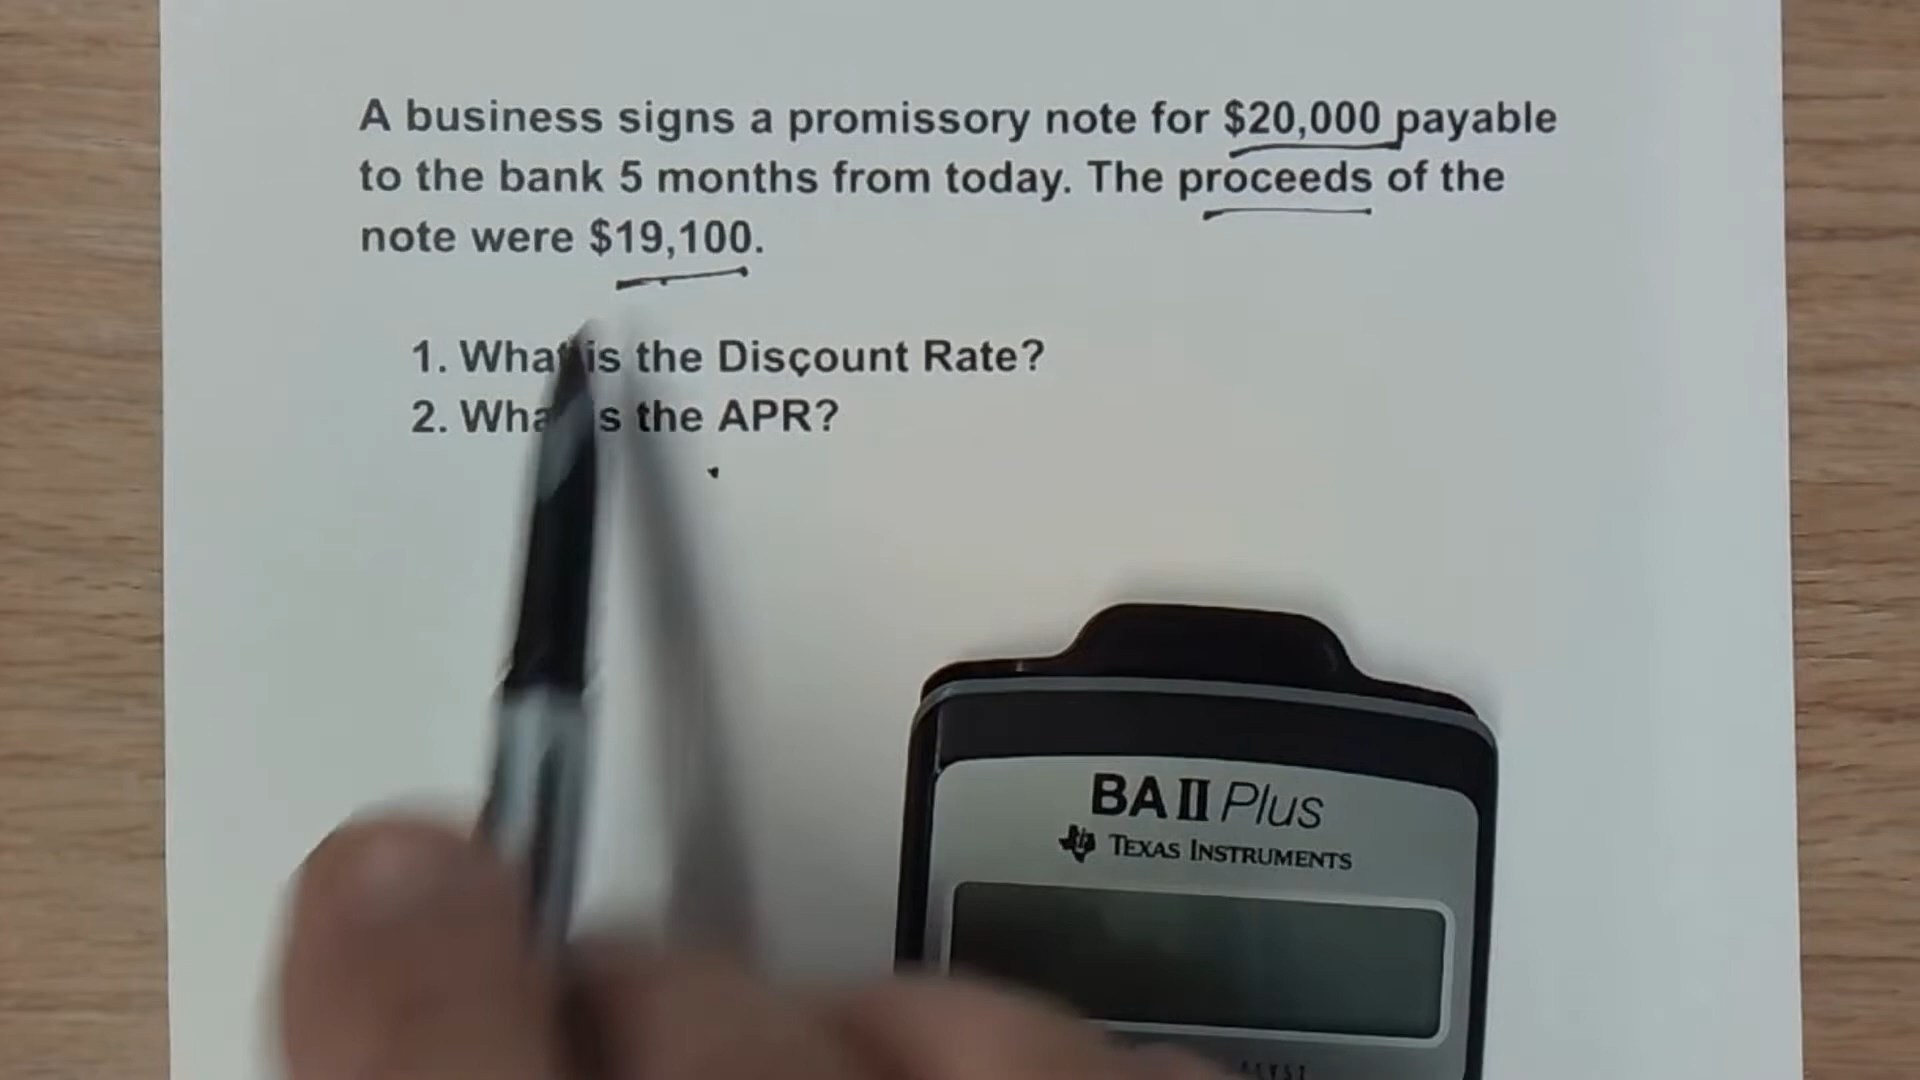 A business signs a promissory note for $20,000 payable
to the bank 5 months from today. The proceeds of the
note were $19,100.
1. What is the Discount Rate?
2. What is the APR?
BA II Plus
TEXAS INSTRUMENTS